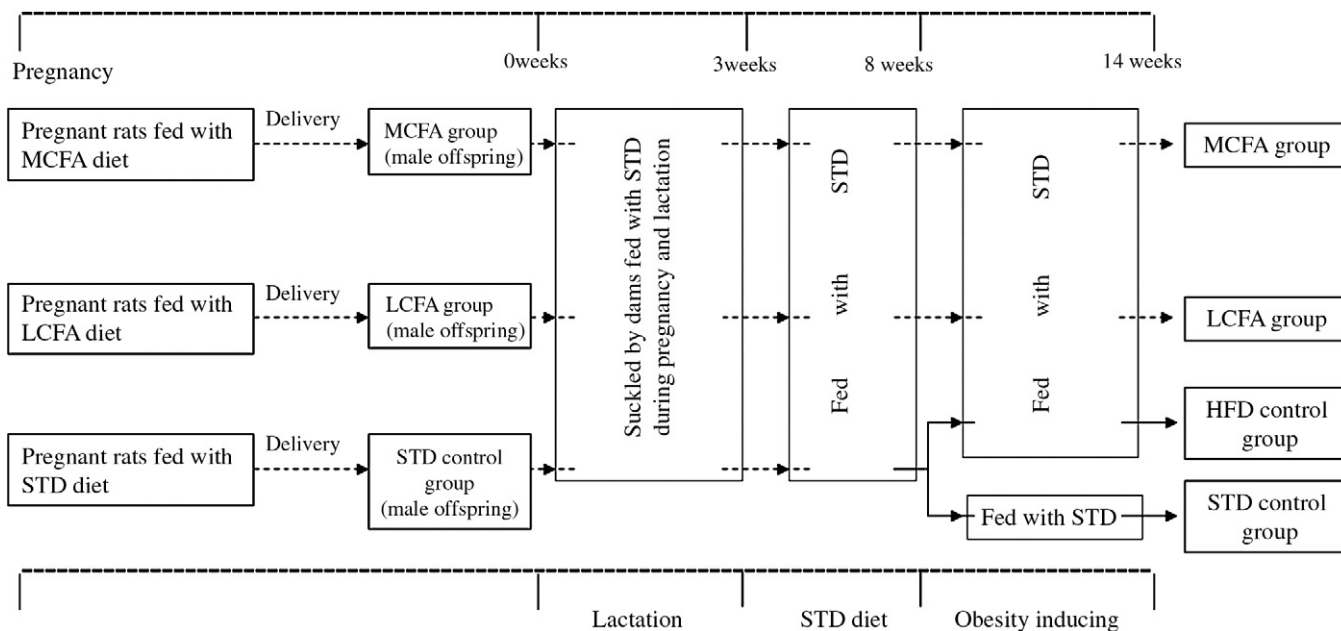 Pregnancy
0weeks
3weeks
8 weeks
14 weeks
Pregnant rats fed with
MCFA diet
Delivery
MCFA group
(male offspring)
MCFA group
Pregnant rats fed with
LCFA diet
Delivery
LCFA group
(male offspring)
LCFA group
Pregnant rats fed with
STD diet
Delivery
STD control
group
(male offspring)
Suckled by dams fed with STD
during pregnancy and lactation
Fed with STD
Fed with STD
HFD control
group
Fed with STD
STD control
group
Lactation
STD diet
Obesity inducing